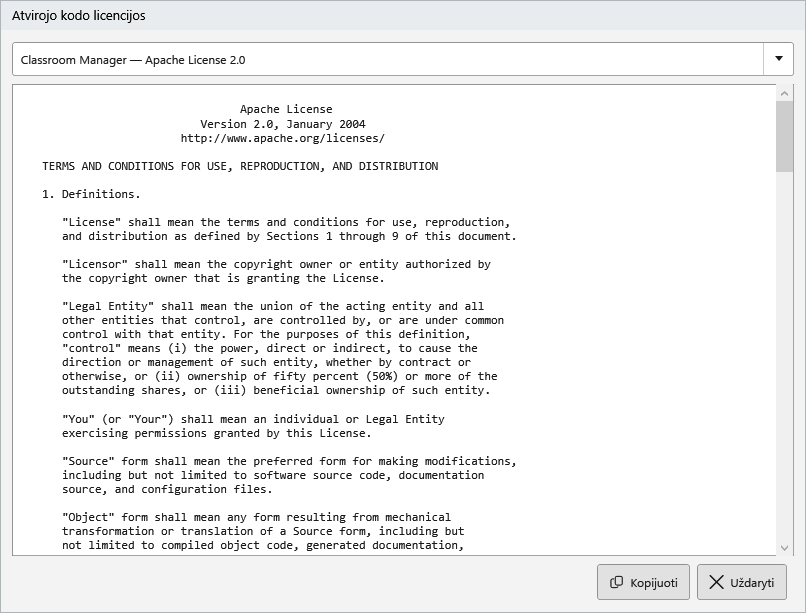 Atvirojo kodo licencijos
Classroom Manager — Apache License 2.0
Apache License
Version 2.0, January 2004
http://www.apache.org/licenses/
TERMS AND CONDITIONS FOR USE, REPRODUCTION, AND DISTRIBUTION
1. Definitions.
"License" shall mean the terms and conditions for use, reproduction,
and distribution as defined by Sections 1 through 9 of this document.
"Licensor" shall mean the copyright owner or entity authorized by
the copyright owner that is granting the License.
"Legal Entity" shall mean the union of the acting entity and all
other entities that control, are controlled by, or are under common
control with that entity. For the purposes of this definition,
"control" means (i) the power, direct or indirect, to cause the
direction or management of such entity, whether by contract or
otherwise, or (ii) ownership of fifty percent (50%) or more of the
outstanding shares, or (iii) beneficial ownership of such entity.
"You" (or "Your") shall mean an individual or Legal Entity
exercising permissions granted by this License.
"Source" form shall mean the preferred form for making modifications,
including but not limited to software source code, documentation
source, and configuration files.
"Object" form shall mean any form resulting from mechanical
transformation or translation of a Source form, including but
not limited to compiled object code, generated documentation,
Kopijuoti
Uždaryti